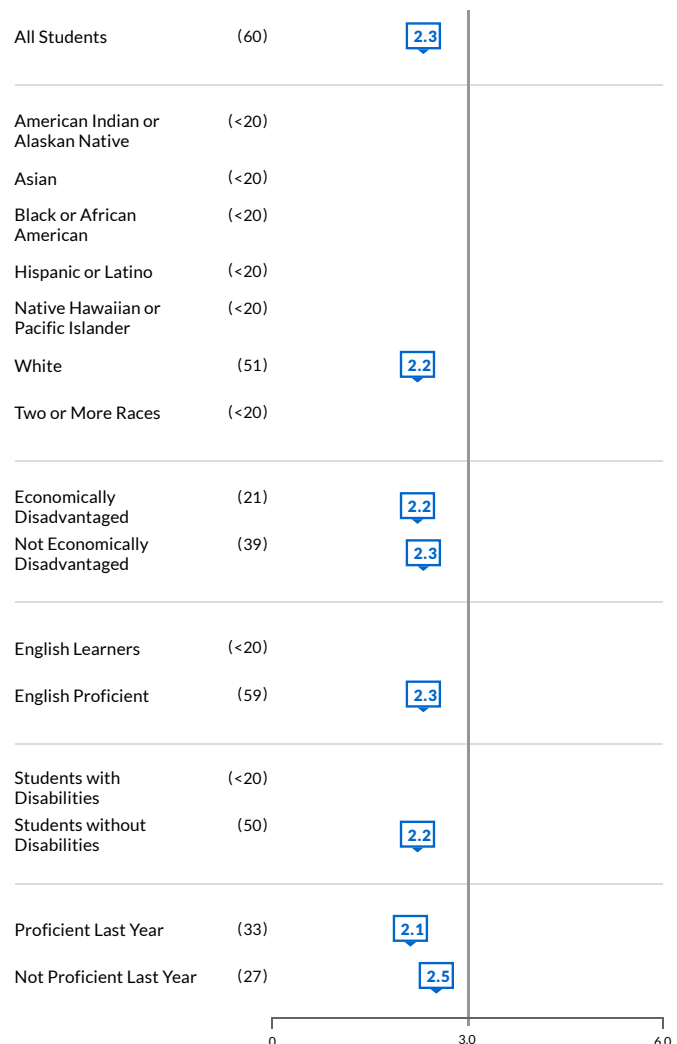 All Students (60) 2.3
American Indian or (<20)
Alaskan Native
Asian (<20)
Black or African (<20)
American
Hispanic or Latino (<20)
Native Hawaiian or (<20)
Pacific Islander
White (51) 2.2
Two or More Races (<20)
Economically (21) 2.2
Disadvantaged
Not Economically (39) 2.3
Disadvantaged
English Learners (<20)
English Proficient (59) 2.3
Students with (<20)
Disabilities
Students without (50) 2.2
Disabilities
Proficient Last Year (33) 2.1
Not Proficient Last Year (27) 2.5
0 3.0 6.0